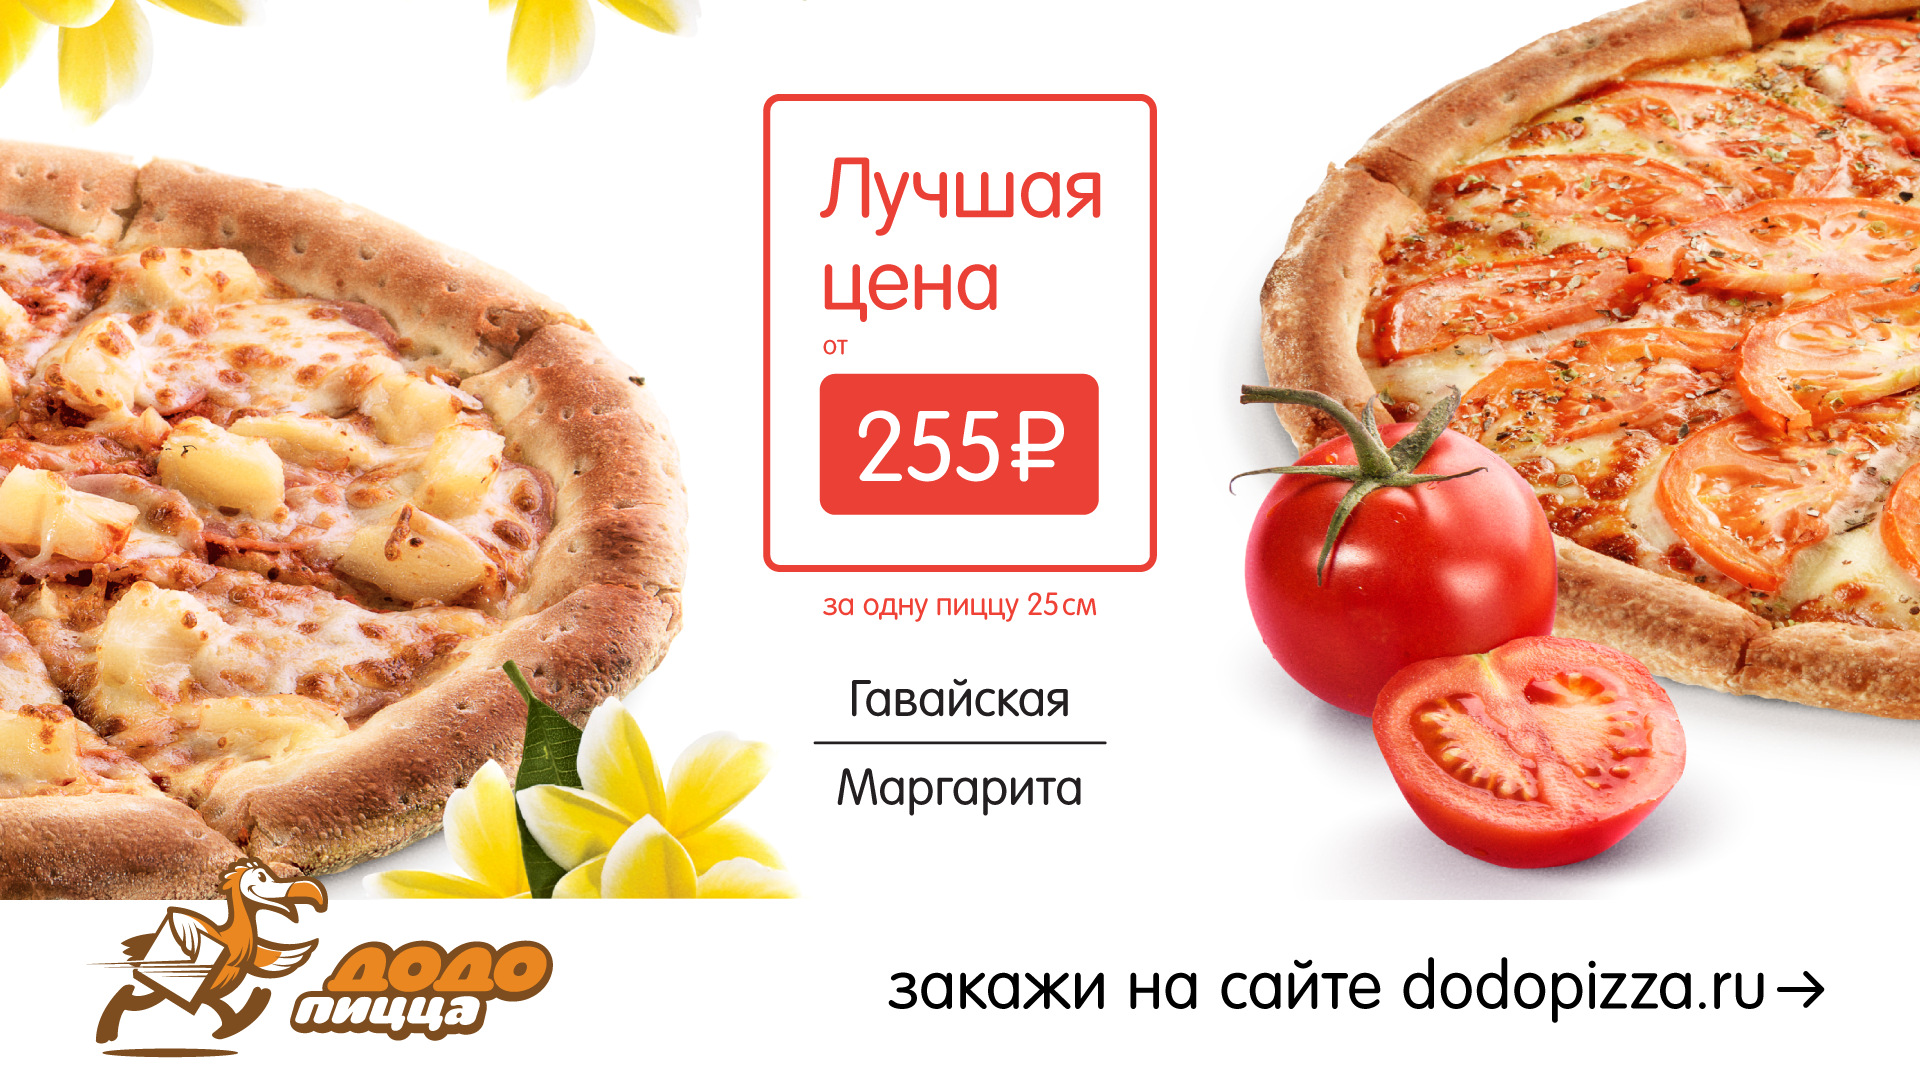 Лучшая
цена
от
255₽
за одну пиццу 25 см
Гавайская
Маргарита
ДОДО
ПИЦЦА
закажи на сайте dodopizza.ru→